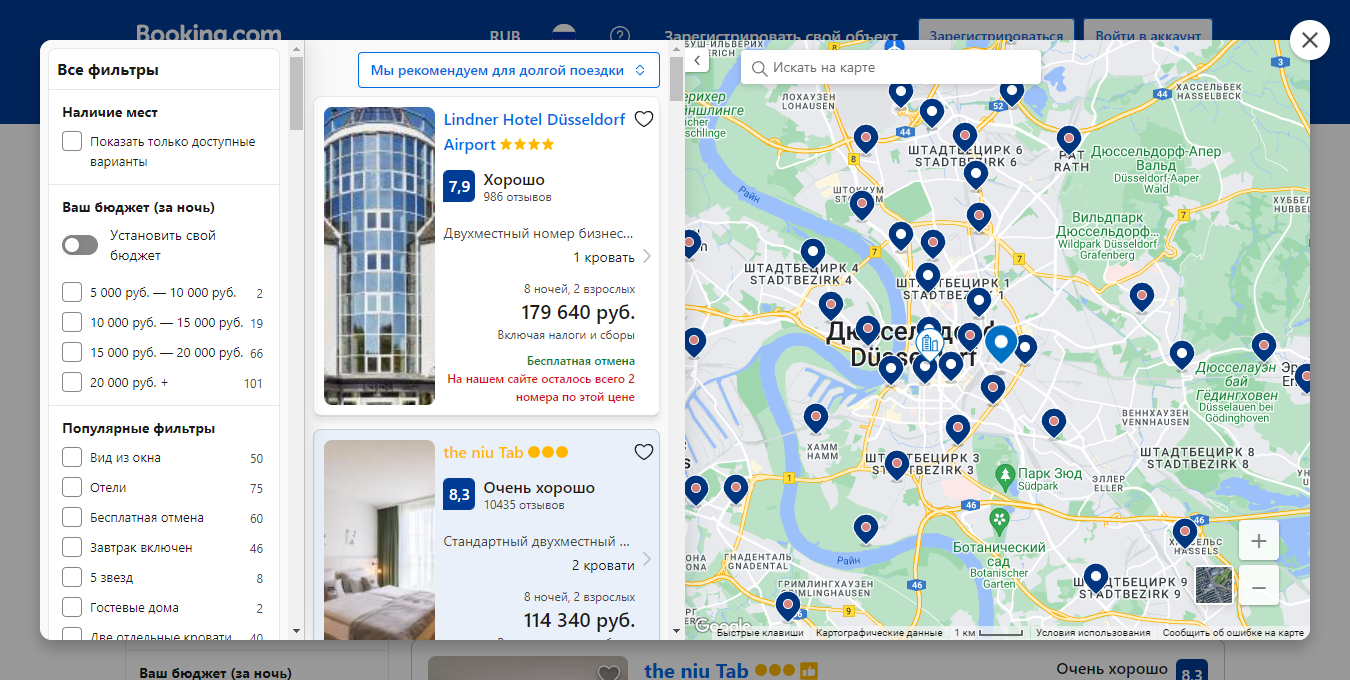 Booking.com
RUB
Зарегистрировать свой объект
Зарегистрироваться
Войти в аккаунт
Все фильтры
Наличие мест
Показать только доступные
варианты
Ваш бюджет (за ночь)
Установить свой
бюджет
5 000 руб. — 10 000 руб. 2
10 000 руб. — 15 000 руб. 19
15 000 руб. — 20 000 руб. 66
20 000 руб. + 101
Популярные фильтры
Вид из окна 50
Отели 75
Бесплатная отмена 60
Завтрак включен 46
5 звезд 8
Гостевые дома 2
Две отдельные кровати 40
Мы рекомендуем для долгой поездки
Lindner Hotel Düsseldorf
Airport
7,9 Хорошо
986 отзывов
Двухместный номер бизнес...
1 кровать
8 ночей, 2 взрослых
179 640 руб.
Включая налоги и сборы
Бесплатная отмена
На нашем сайте осталось всего 2
номера по этой цене
the niu Tab
8,3 Очень хорошо
10435 отзывов
Стандартный двухместный ...
2 кровати
8 ночей, 2 взрослых
114 340 руб.
Искать на карте
8
3
ХАССЕЛЬБЕК
HASSELBECK
44
ЛОХАУЗЕН
LOHAUSEN
52
44
8
ШТАДТБЕЦИРК 6
STADTBEZIRK 6
РАТ
RATH
Дюссельдорф-Апер
Вальд
Düsseldorf-Aaper
Wald
Райн
ШТОККУМ
STOCKUM
7
Вильдпарк
Дюссельдорф...
Wildpark Düsseldorf
Grafenberg
7
7
ШТАДТБЕЦИРК 4
STADTBEZIRK 4
ШТАДТБЕЦИРК 1
STADTBEZIRK 1
Дюссельдорф
Düsseldorf
Дюсселауэн
бай
Гёдингховен
Düsselauen bei
Gödinghoven
ХАММ
HAMM
ВЕННХАУЗЕН
VENNHAUSEN
ШТАДТБЕЦИРК 3
STADTBEZIRK 3
ШТАДТБЕЦИРК 8
STADTBEZIRK 8
1
Парк Зюд
Südpark
ЭЛЛЕР
ELLER
46
46
Ботанический
сад
Botanischer
Garten
ГНАДЕНТАЛЬ
GNADENTAL
Райн
HASSELS
46
ГРИМЛИНГХАУЗЕН
GRIMLINGHAUSEN
ШТАДТБЕЦИРК 9
STADTBEZIRK 9
9
Google
Быстрые клавиши
Картографические данные
1 км
Условия использования
Сообщить об ошибке на карте
Ваш бюджет (за ночь)
the niu Tab
Очень хорошо
8,3